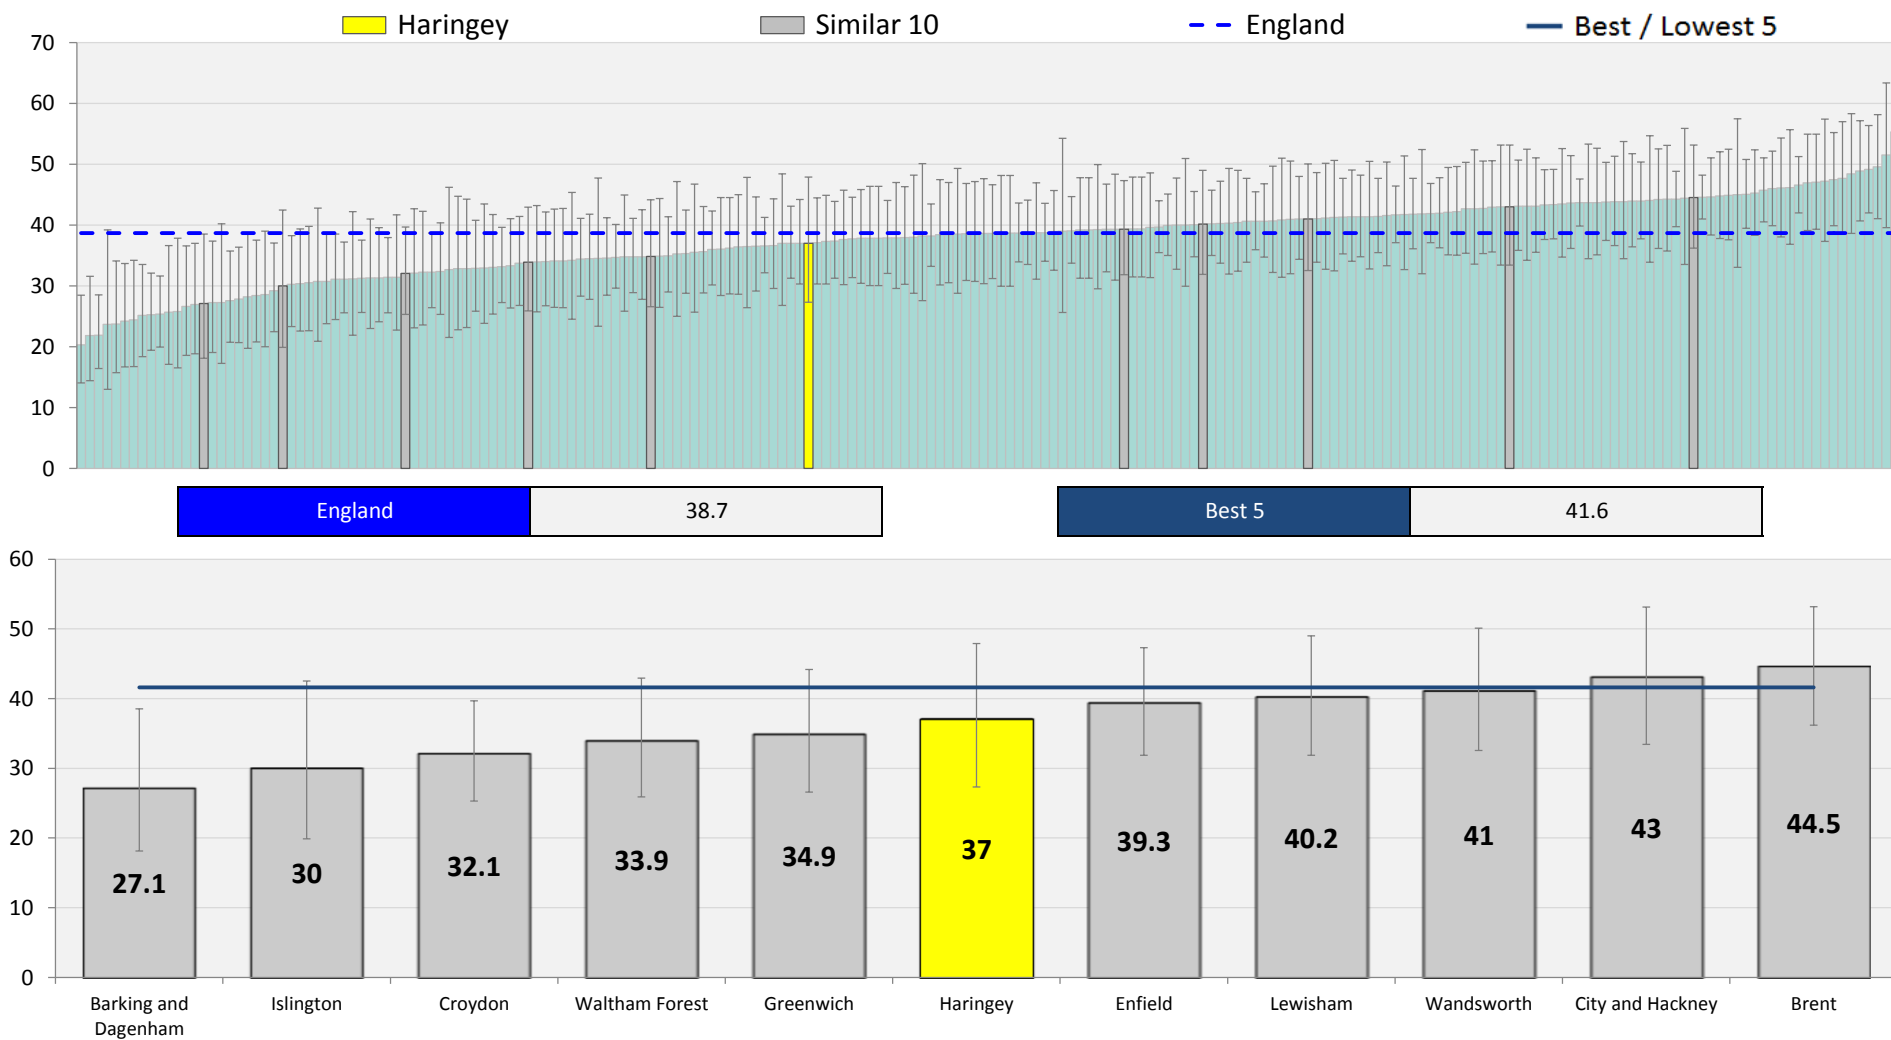 Haringey
Similar 10
England
Best / Lowest 5
70
60
50
40
30
20
10
0
England
38.7
Best 5
41.6
60
50
40
30
20
10
0
27.1
30
32.1
33.9
34.9
37
39.3
40.2
41
43
44.5
Barking and
Dagenham
Islington
Croydon
Waltham Forest
Greenwich
Haringey
Enfield
Lewisham
Wandsworth
City and Hackney
Brent